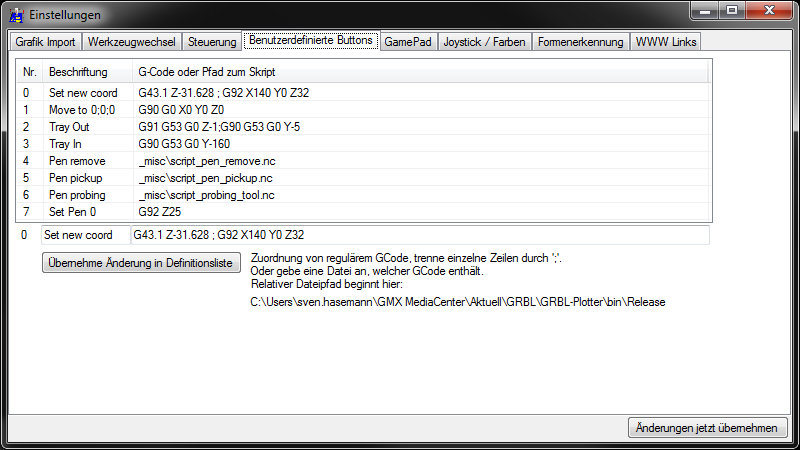 Einstellungen
Grafik Import Werkzeugwechsel Steuerung Benutzerdefinierte Buttons GamePad Joystick / Farben Formenerkennung WWW Links
Nr. Beschriftung G-Code oder Pfad zum Skript
0 Set new coord G43.1 Z-31.628 ; G92 X140 Y0 Z32
1 Move to 0;0;0 G90 G0 X0 Y0 Z0
2 Tray Out G91 G53 G0 Z-1;G90 G53 G0 Y-5
3 Tray In G90 G53 G0 Y-160
4 Pen remove _misc\script_pen_remove.nc
5 Pen pickup _misc\script_pen_pickup.nc
6 Pen probing _misc\script_probing_tool.nc
7 Set Pen 0 G92 Z25
0 Set new coord G43.1 Z-31.628 ; G92 X140 Y0 Z32
Übernehme Änderung in Definitionsliste
Zuordnung von regulärem GCode, trenne einzelne Zeilen durch ';'.
Oder gebe eine Datei an, welcher GCode enthält.
Relativer Dateipfad beginnt hier:
C:\Users\sven.hasemann\GMX MediaCenter\Aktuell\GRBL\GRBL-Plotter\bin\Release
Änderungen jetzt übernehmen